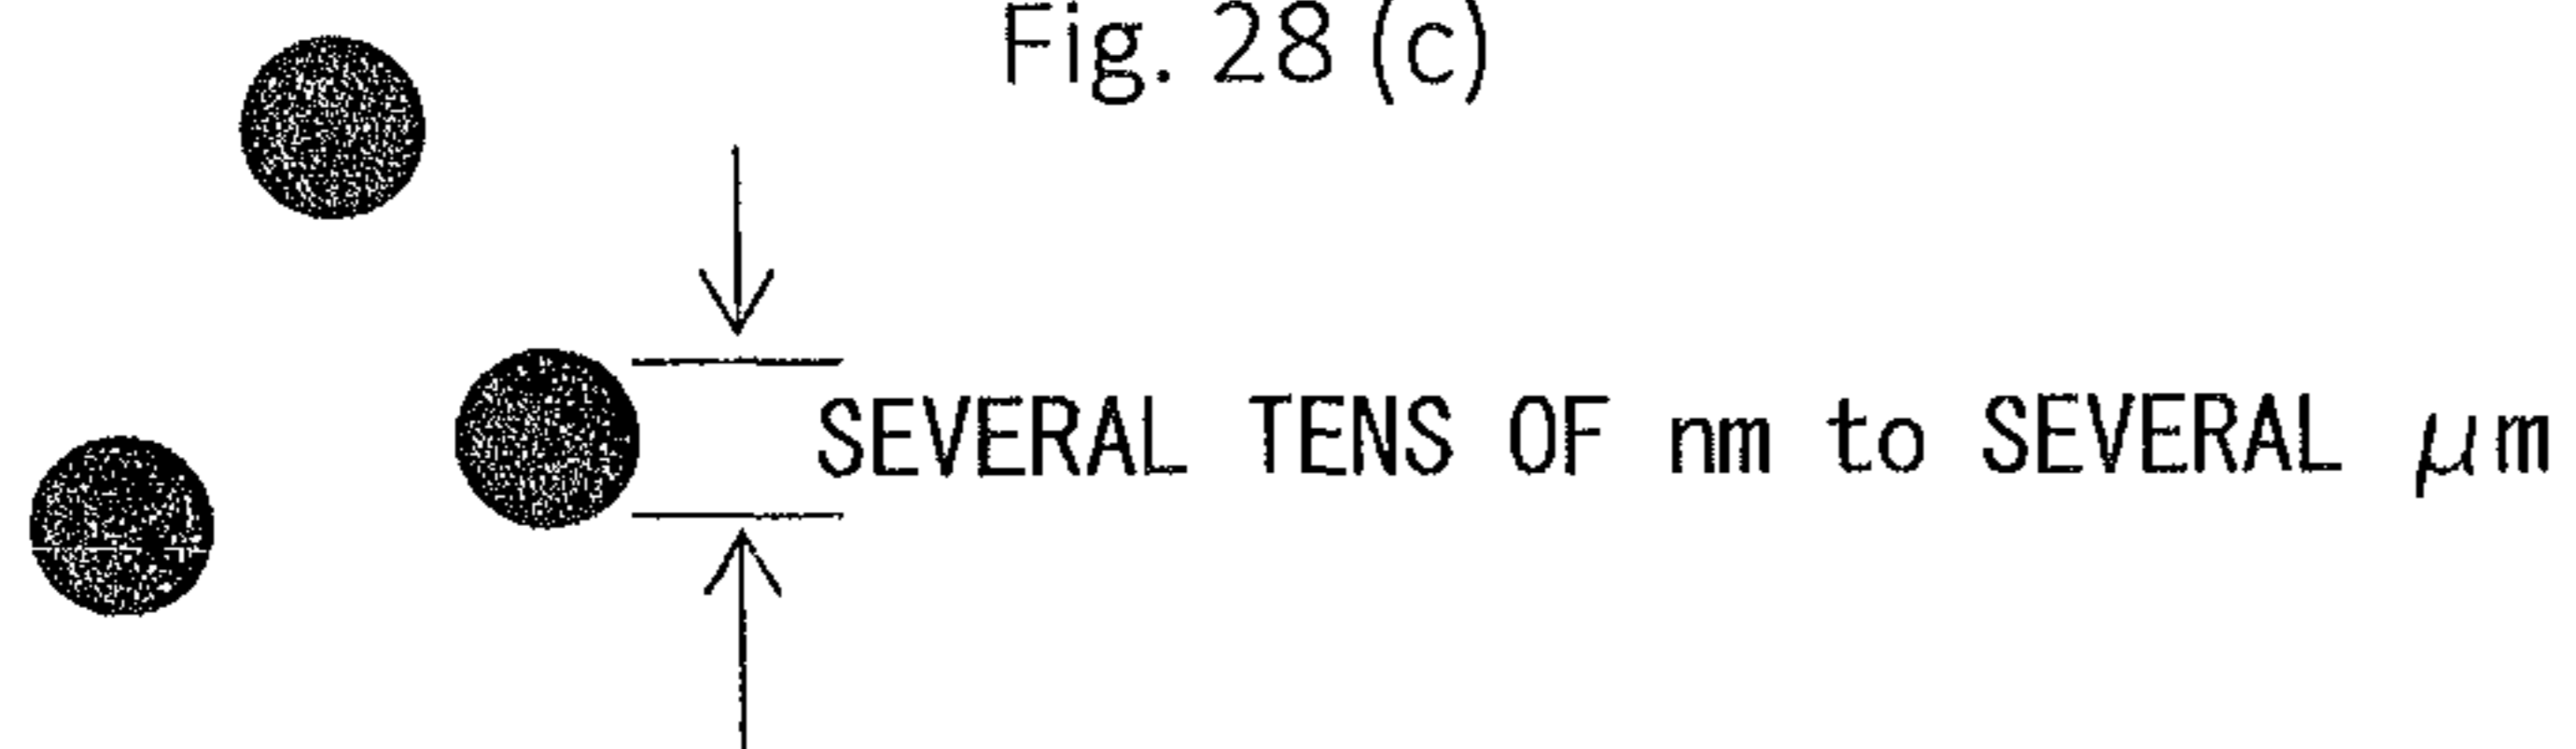 Fig. 28 (c)
SEVERAL TENS OF nm to SEVERAL μm